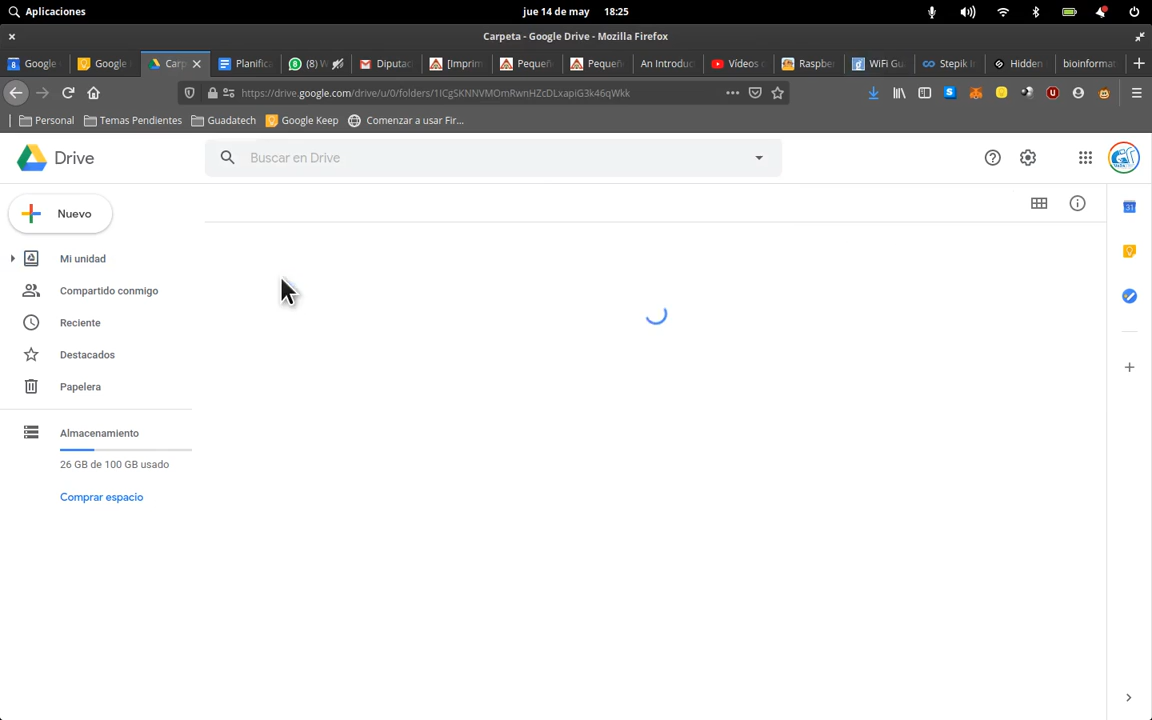 Aplicaciones jue 14 de may 18:25
Carpeta - Google Drive - Mozilla Firefox
Google Google Carp Planifica (8) W Diputac [Imprim Pequeñ Pequeñ An Introduc Vídeos Raspbe WiFi Gu Stepik I Hidden bioinformat
https://drive.google.com/drive/u/0/folders/
Personal Temas Pendientes Guadatech Google Keep Comenzar a usar Fir...
Drive Buscar en Drive
Nuevo
Mi unidad
Compartido conmigo
Reciente
Destacados
Papelera
Almacenamiento
26 GB de 100 GB usado
Comprar espacio
31